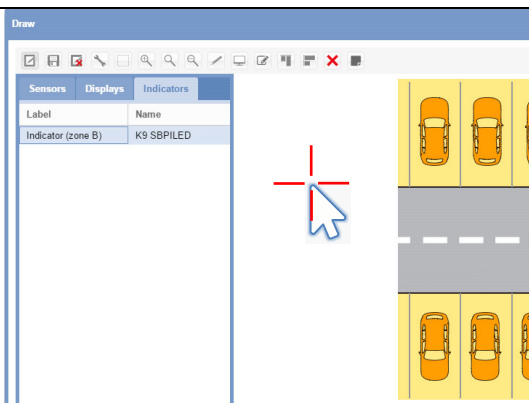 Draw
Sensors Displays Indicators
Label Name
Indicator (zone B) K9 SBPILED